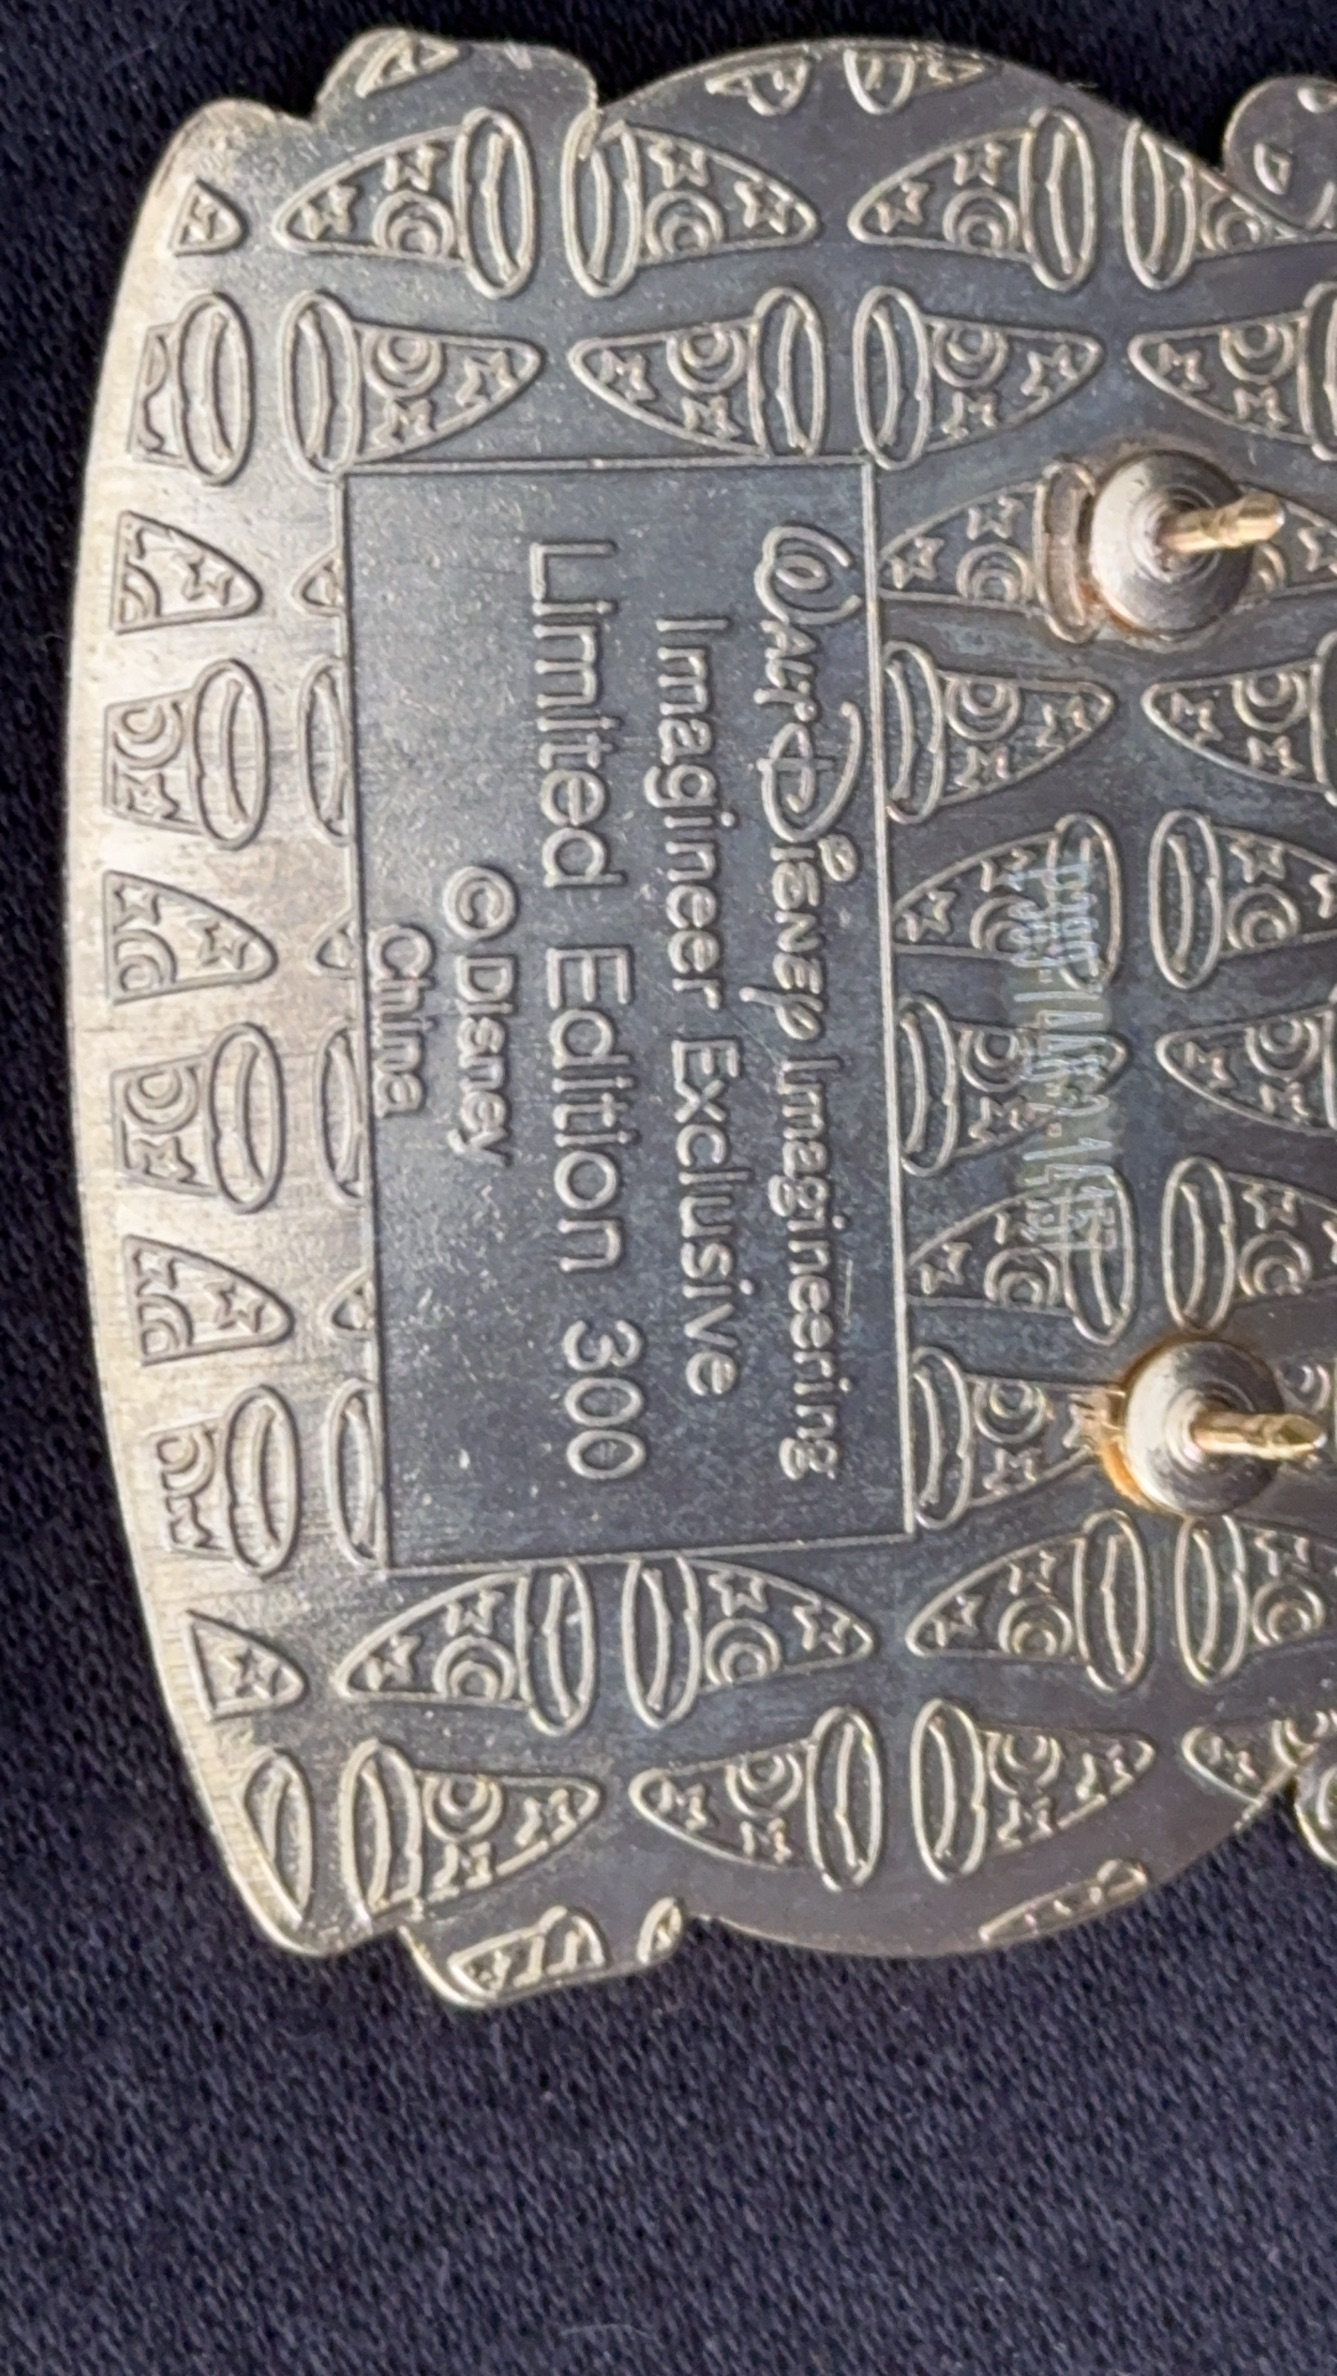 Walt Disney Imagineering
Imagineer Exclusive
Limited Edition 300
© Disney
China